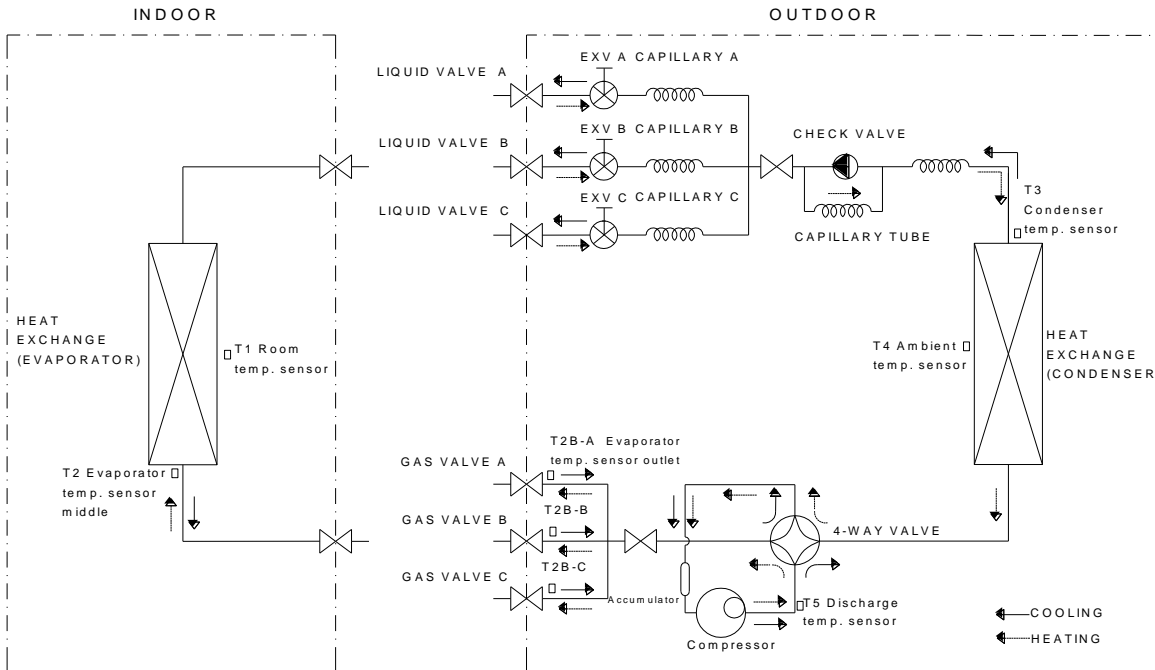 INDOOR
OUTDOOR
EXV A CAPILLARY A
LIQUID VALVE A
EXV B CAPILLARY B
LIQUID VALVE B
CHECK VALVE
EXV C CAPILLARY C
LIQUID VALVE C
CAPILLARY TUBE
T3
Condenser
temp. sensor
HEAT
EXCHANGE
(EVAPORATOR)
T1 Room
temp. sensor
T4 Ambient
temp. sensor
HEAT
EXCHANGE
(CONDENSER
T2 Evaporator
temp. sensor
middle
T2B-A Evaporator
temp. sensor outlet
GAS VALVE A
T2B-B
GAS VALVE B
T2B-C
GAS VALVE C
4-WAY VALVE
Accumulator
Compressor
T5 Discharge
temp. sensor
COOLING
HEATING